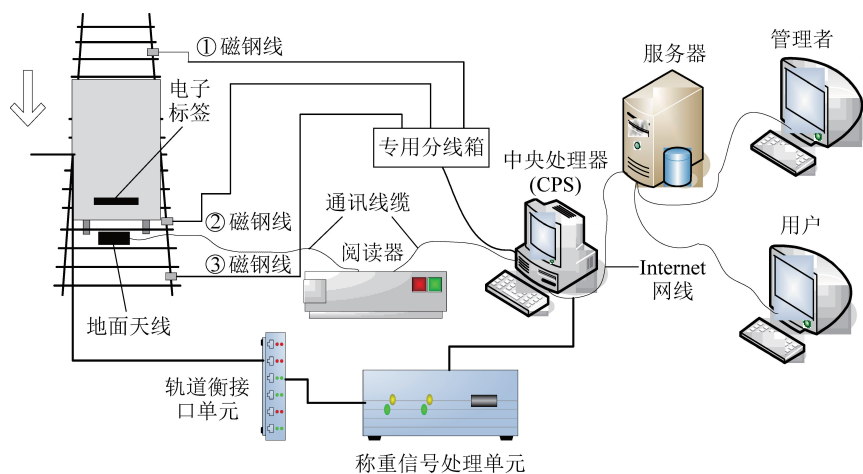 ①磁钢线
电子
标签
专用分线箱
服务器
管理者
中央处理器
(CPS)
②磁钢线
通讯线缆
阅读器
③磁钢线
用户
Internet
网线
地面天线
轨道衡接
口单元
称重信号处理单元